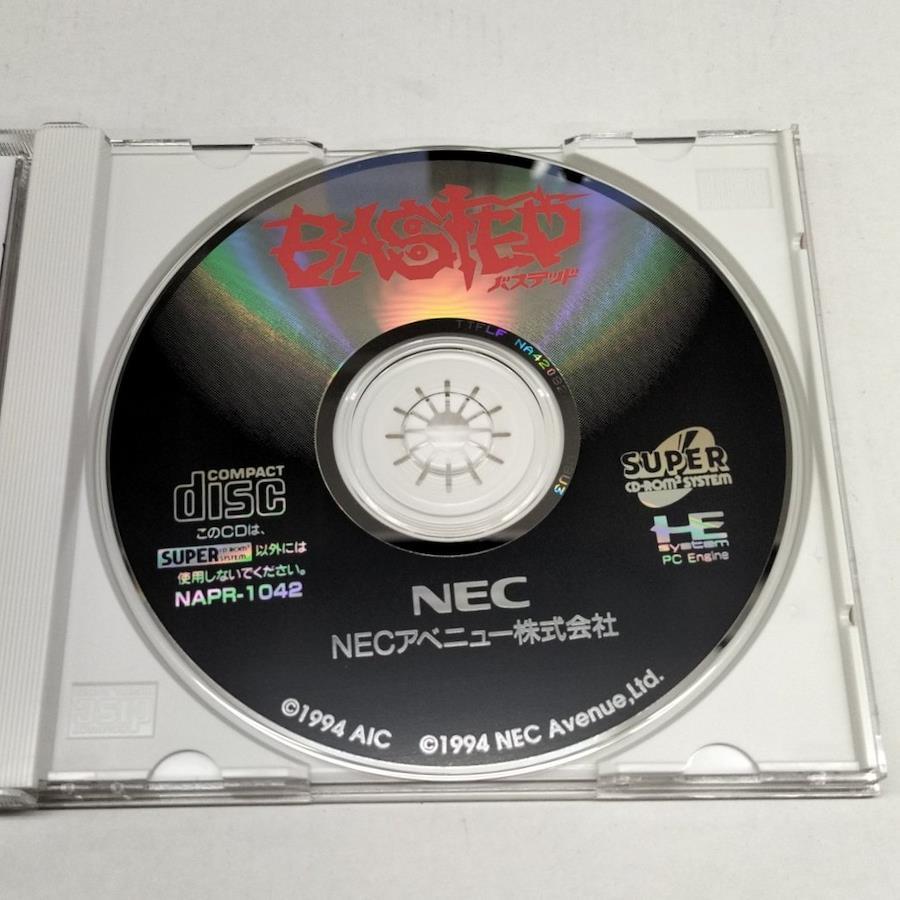 BASTED
バステッド
TTFLF NA4208
SUPER
CD-ROM² SYSTEM
HE
system
PC Engine
COMPACT
disc
このCDは、
SUPER CD-ROM² SYSTEM 以外には
使用しないでください。
NAPR-1042
NEC
NECアベニュー株式会社
©1994 AIC ©1994 NEC Avenue,Ltd.